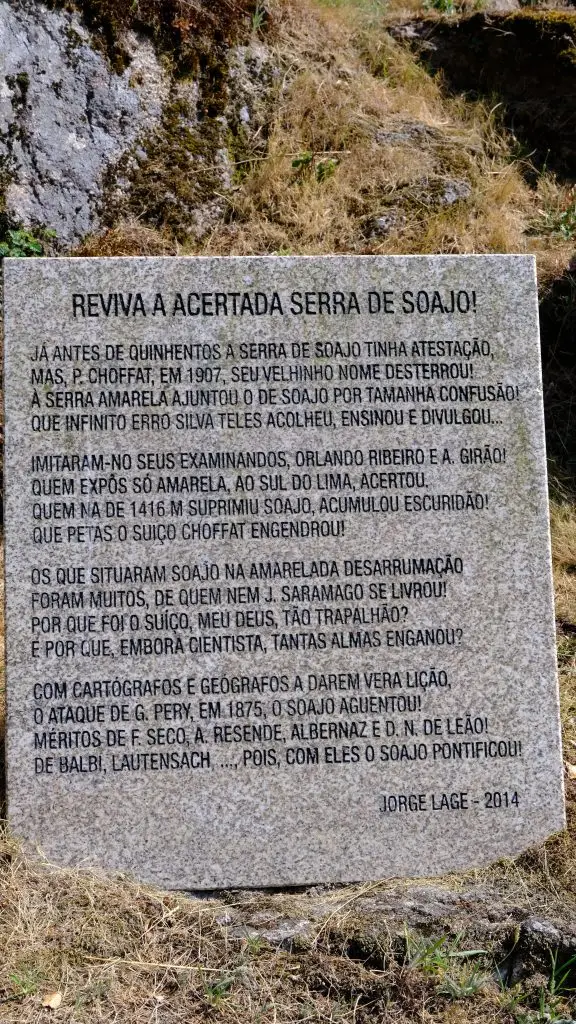 REVIVA A ACERTADA SERRA DE SOAJO!
JÁ ANTES DE QUINHENTOS A SERRA DE SOAJO TINHA ATESTAÇÃO,
MAS, P. CHOFFAT, EM 1907, SEU VELHINHO NOME DESTERROU!
À SERRA AMARELA AJUNTOU O DE SOAJO POR TAMANHA CONFUSÃO!
QUE INFINITO ERRO SILVA TELES ACOLHEU, ENSINOU E DIVULGOU...
IMITARAM-NO SEUS EXAMINANDOS, ORLANDO RIBEIRO E A. GIRÃO!
QUEM EXPÔS SÓ AMARELA, AO SUL DO LIMA, ACERTOU.
QUEM NA DE 1416 M SUPRIMIU SOAJO, ACUMULOU ESCURIDÃO!
QUE PETAS O SUIÇO CHOFFAT ENGENDROU!
OS QUE SITUARAM SOAJO NA AMARELADA DESARRUMAÇÃO
FORAM MUITOS, DE QUEM NEM J. SARAMAGO SE LIVROU!
POR QUE FOI O SUÍÇO, MEU DEUS, TÃO TRAPALHÃO?
E POR QUE, EMBORA CIENTISTA, TANTAS ALMAS ENGANOU?
COM CARTÓGRAFOS E GEÓGRAFOS A DAREM VERA LIÇÃO,
O ATAQUE DE G. PERY, EM 1875, O SOAJO AGUENTOU!
MÉRITOS DE F. SECO, A. RESENDE, ALBERNAZ E D. N. DE LEÃO!
DE BALBI, LAUTENSACH, ..., POIS, COM ELES O SOAJO PONTIFICOU!
JORGE LAGE - 2014